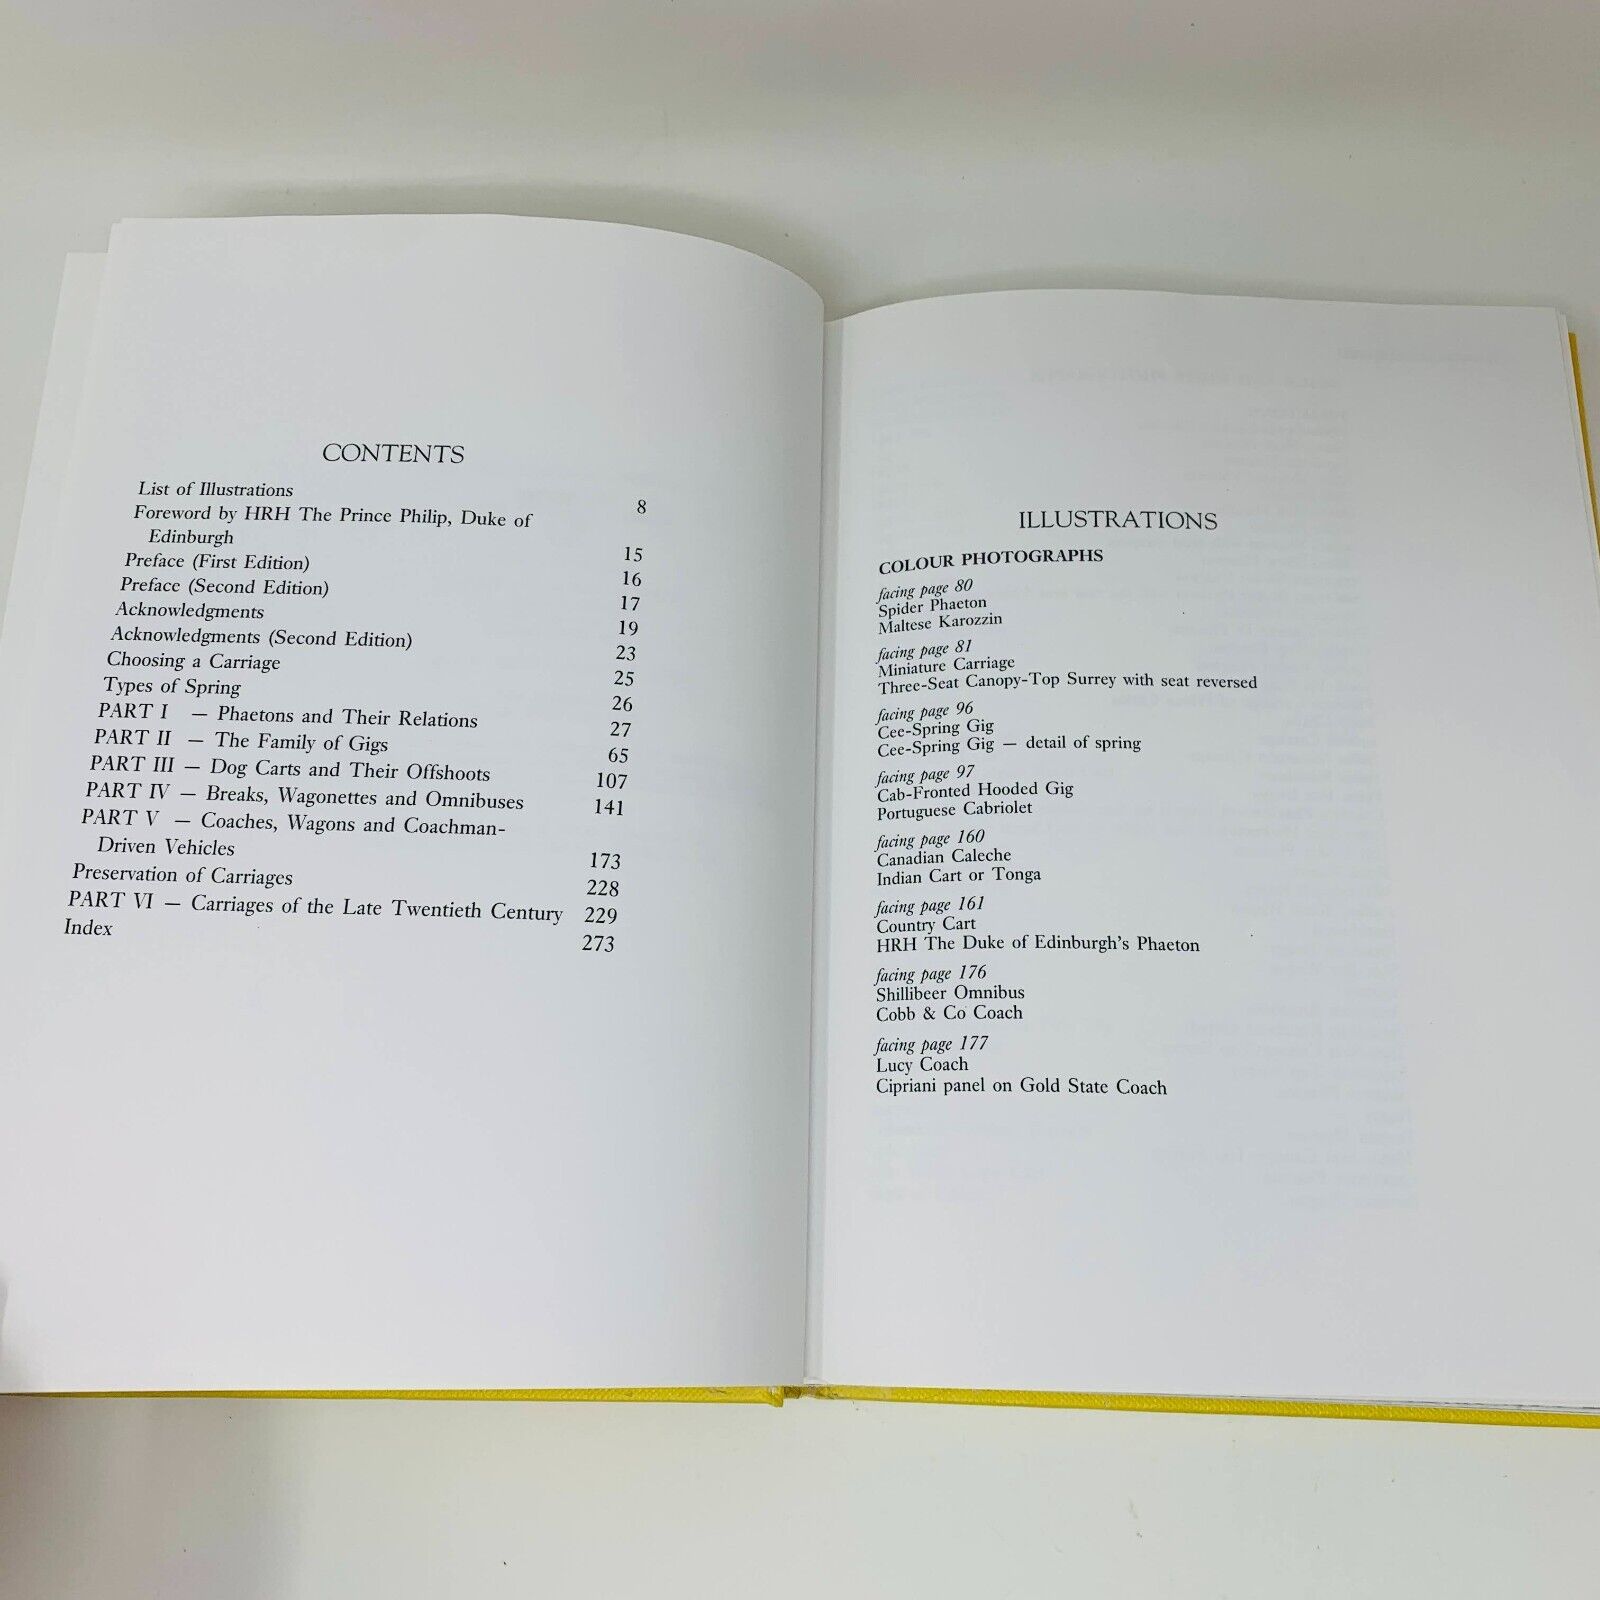 CONTENTS
List of Illustrations 8
Foreword by HRH The Prince Philip, Duke of
Edinburgh 15
Preface (First Edition) 16
Preface (Second Edition) 17
Acknowledgments 19
Acknowledgments (Second Edition) 23
Choosing a Carriage 25
Types of Spring 26
PART I — Phaetons and Their Relations 27
PART II — The Family of Gigs 65
PART III — Dog Carts and Their Offshoots 107
PART IV — Breaks, Wagonettes and Omnibuses 141
PART V — Coaches, Wagons and Coachman-
Driven Vehicles 173
Preservation of Carriages 228
PART VI — Carriages of the Late Twentieth Century 229
Index 273
ILLUSTRATIONS
COLOUR PHOTOGRAPHS
facing page 80
Spider Phaeton
Maltese Karozzin
facing page 81
Miniature Carriage
Three-Seat Canopy-Top Surrey with seat reversed
facing page 96
Cee-Spring Gig
Cee-Spring Gig — detail of spring
facing page 97
Cab-Fronted Hooded Gig
Portuguese Cabriolet
facing page 160
Canadian Caleche
Indian Cart or Tonga
facing page 161
Country Cart
HRH The Duke of Edinburgh's Phaeton
facing page 176
Shillibeer Omnibus
Cobb & Co Coach
facing page 177
Lucy Coach
Cipriani panel on Gold State Coach